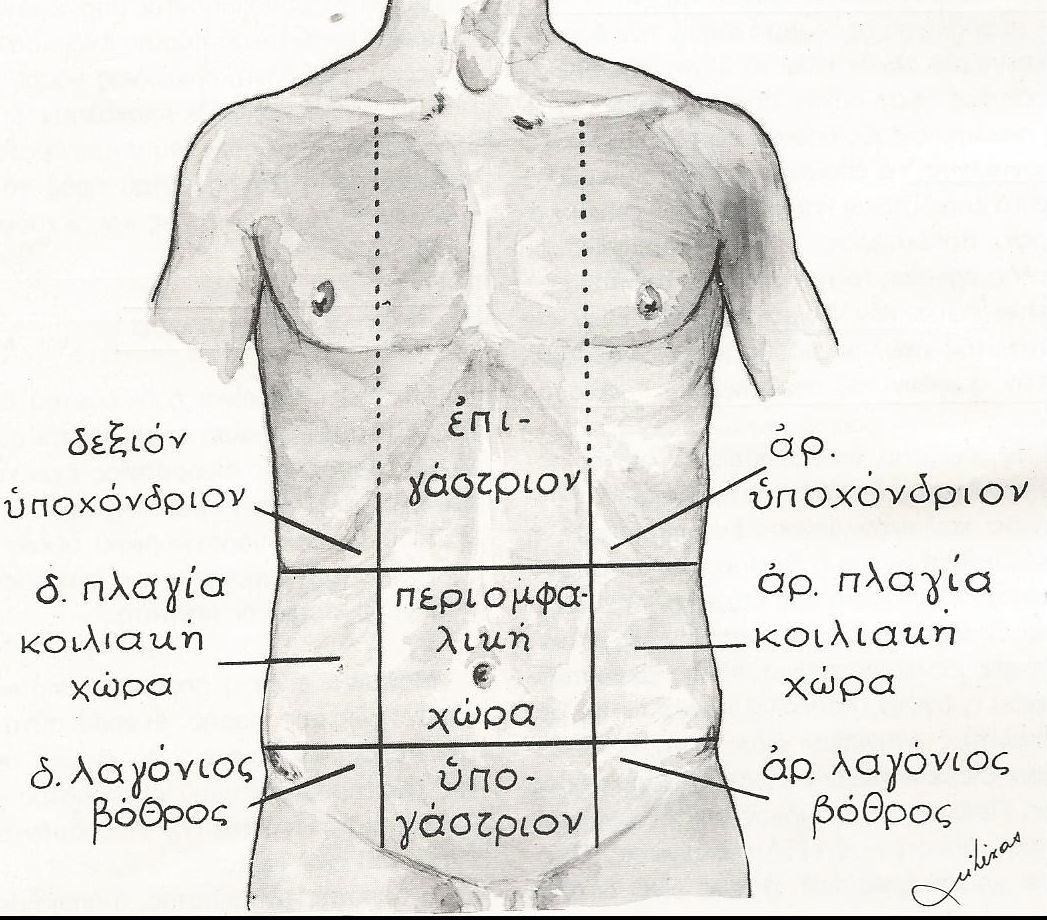 ἐπι-
γάστριον
δεξιόν
ὑποχόνδριον
ἀρ.
ὑποχόνδριον
δ. πλαγία
κοιλιακή
χώρα
περιομφα-
λική
χώρα
ἀρ. πλαγία
κοιλιακή
χώρα
δ. λαγόνιος
βόθρος
ὑπο-
γάστριον
ἀρ. λαγόνιος
βόθρος